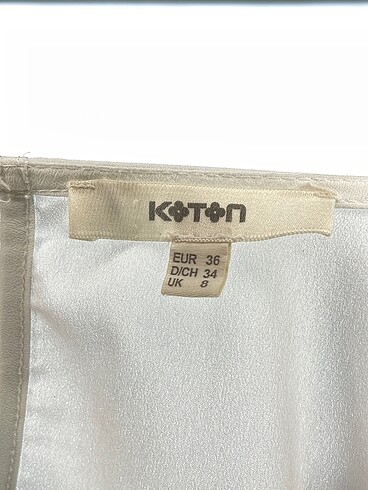 KOTON
EUR 36
D/CH 34
UK 8